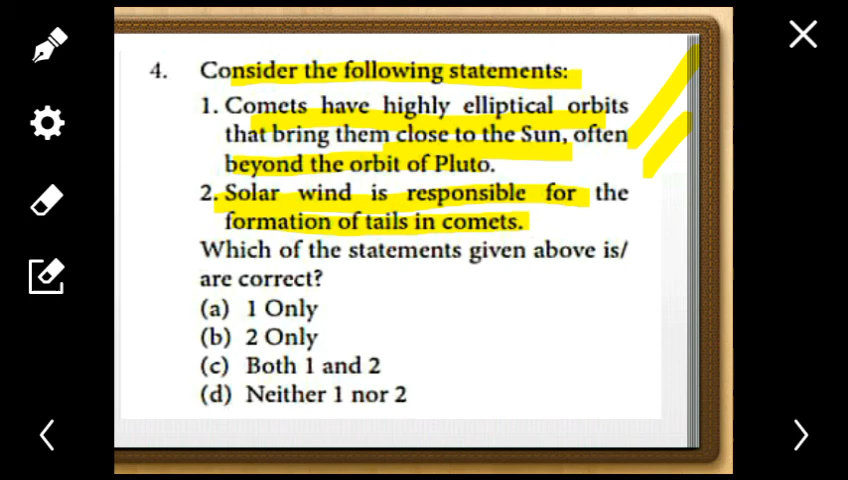 4. Consider the following statements:
1. Comets have highly elliptical orbits
that bring them close to the Sun, often
beyond the orbit of Pluto.
2. Solar wind is responsible for the
formation of tails in comets.
Which of the statements given above is/
are correct?
(a) 1 Only
(b) 2 Only
(c) Both 1 and 2
(d) Neither 1 nor 2